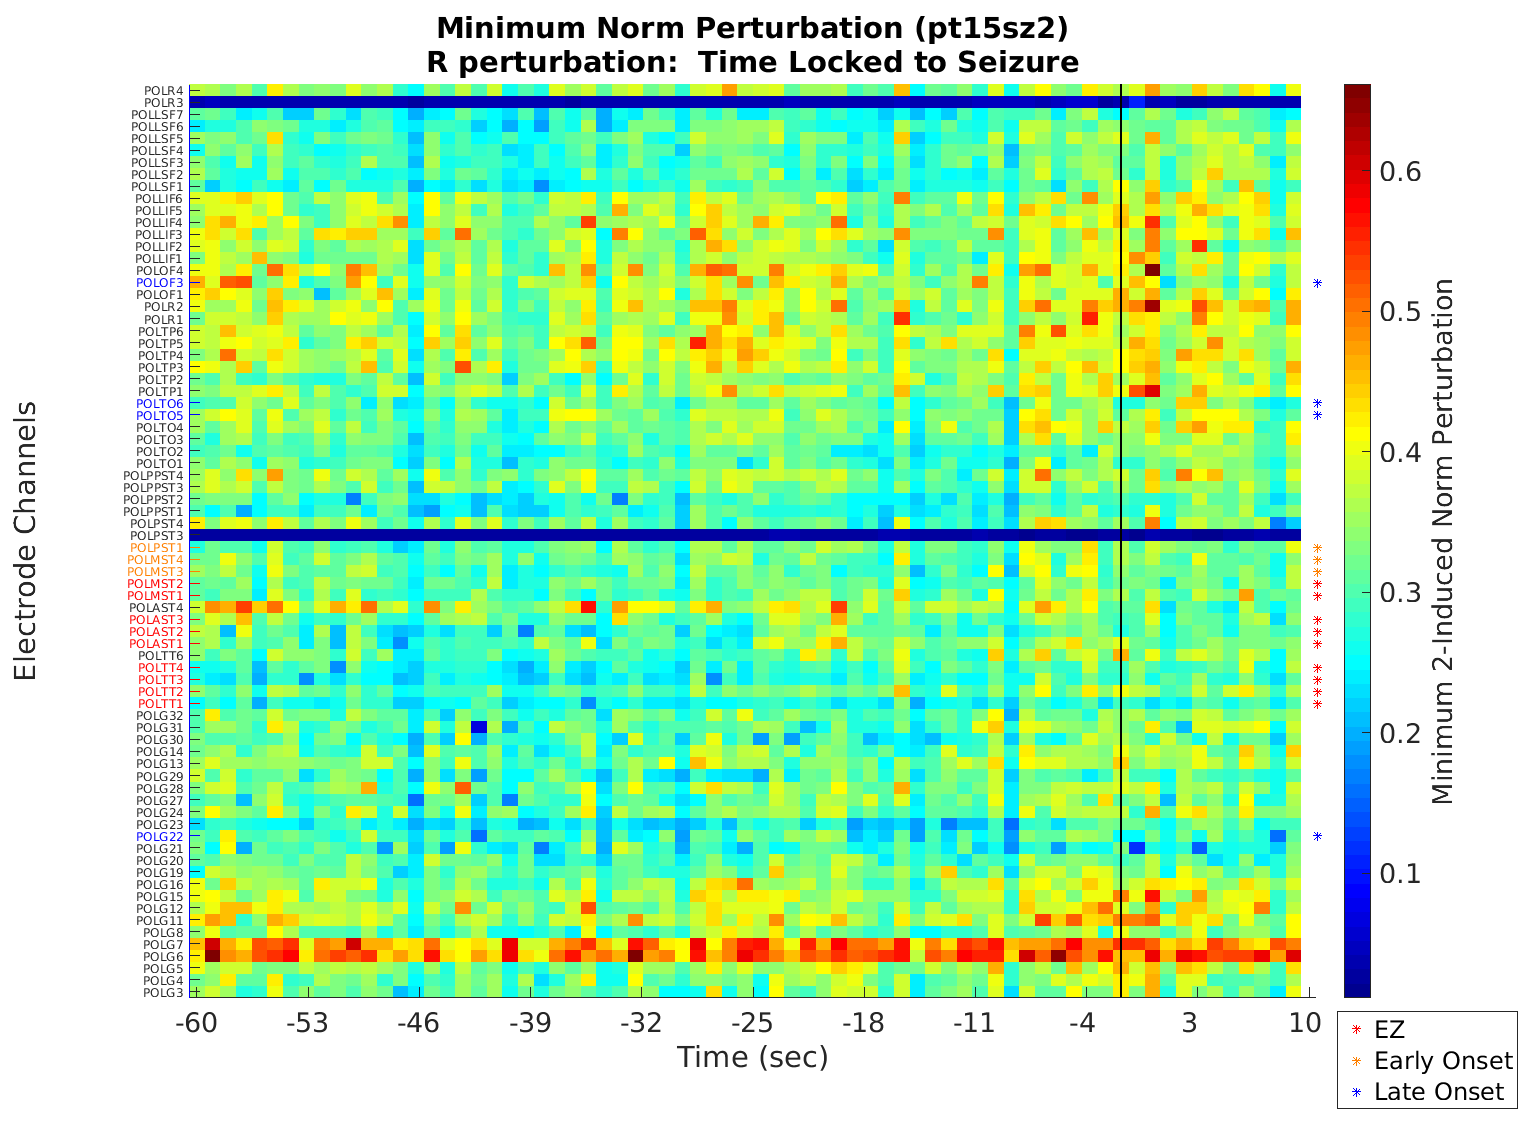 Minimum Norm Perturbation (pt15sz2)
R perturbation:  Time Locked to Seizure
Electrode Channels
POLR4
POLR3
POLLSF7
POLLSF6
POLLSF5
POLLSF4
POLLSF3
POLLSF2
POLLSF1
POLLIF6
POLLIF5
POLLIF4
POLLIF3
POLLIF2
POLLIF1
POLOF4
POLOF3
POLOF1
POLR2
POLR1
POLTP6
POLTP5
POLTP4
POLTP3
POLTP2
POLTP1
POLTO6
POLTO5
POLTO4
POLTO3
POLTO2
POLTO1
POLPPST4
POLPPST3
POLPPST2
POLPPST1
POLPST4
POLPST3
POLPST1
POLMST4
POLMST3
POLMST2
POLMST1
POLAST4
POLAST3
POLAST2
POLAST1
POLTT6
POLTT4
POLTT3
POLTT2
POLTT1
POLG32
POLG31
POLG30
POLG14
POLG13
POLG29
POLG28
POLG27
POLG24
POLG23
POLG22
POLG21
POLG20
POLG19
POLG16
POLG15
POLG12
POLG11
POLG8
POLG7
POLG6
POLG5
POLG4
POLG3
-60 -53 -46 -39 -32 -25 -18 -11 -4 3 10
Time (sec)
0.6
0.5
0.4
0.3
0.2
0.1
Minimum 2-Induced Norm Perturbation
EZ
Early Onset
Late Onset